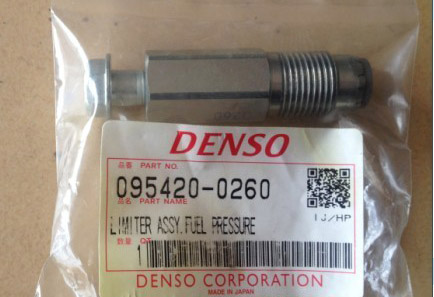 DENSO
品番 PART NO.
095420-0260
品名 PART NAME
LIMITER ASSY.FUEL PRESSURE
IJ/HP
数量 QT
1
DENSO CORPORATION
MADE IN JAPAN